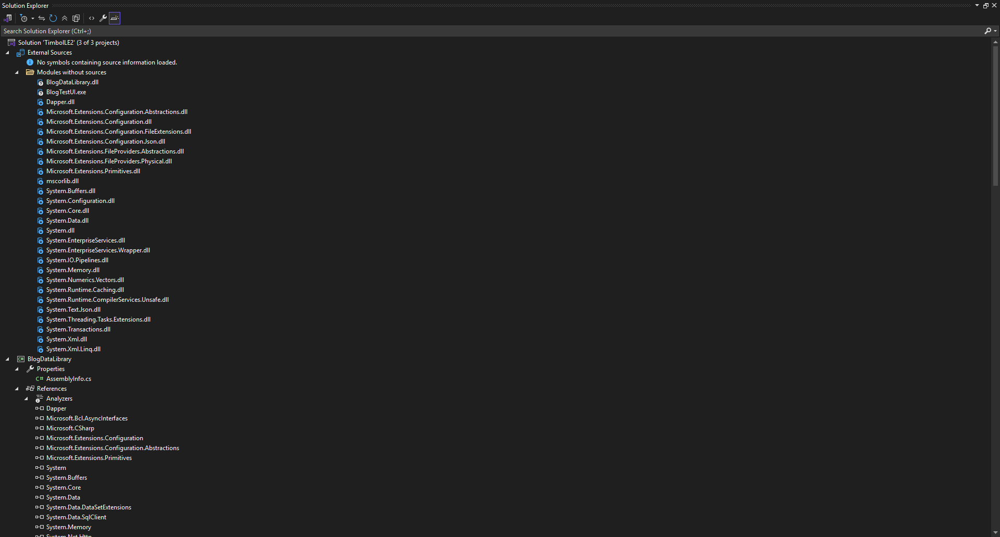 Solution Explorer
Search Solution Explorer (Ctrl+;)
Solution 'TimbolLE2' (3 of 3 projects)
External Sources
No symbols containing source information loaded.
Modules without sources
BlogDataLibrary.dll
BlogTestUI.exe
Dapper.dll
Microsoft.Extensions.Configuration.Abstractions.dll
Microsoft.Extensions.Configuration.dll
Microsoft.Extensions.Configuration.FileExtensions.dll
Microsoft.Extensions.Configuration.Json.dll
Microsoft.Extensions.FileProviders.Abstractions.dll
Microsoft.Extensions.FileProviders.Physical.dll
Microsoft.Extensions.Primitives.dll
mscorlib.dll
System.Buffers.dll
System.Configuration.dll
System.Core.dll
System.Data.dll
System.dll
System.EnterpriseServices.dll
System.EnterpriseServices.Wrapper.dll
System.IO.Pipelines.dll
System.Memory.dll
System.Numerics.Vectors.dll
System.Runtime.Caching.dll
System.Runtime.CompilerServices.Unsafe.dll
System.Text.Json.dll
System.Threading.Tasks.Extensions.dll
System.Transactions.dll
System.Xml.dll
System.Xml.Linq.dll
C# BlogDataLibrary
Properties
C# AssemblyInfo.cs
References
Analyzers
Dapper
Microsoft.Bcl.AsyncInterfaces
Microsoft.CSharp
Microsoft.Extensions.Configuration
Microsoft.Extensions.Configuration.Abstractions
Microsoft.Extensions.Primitives
System
System.Buffers
System.Core
System.Data
System.Data.DataSetExtensions
System.Data.SqlClient
System.Memory
System.Net.Http